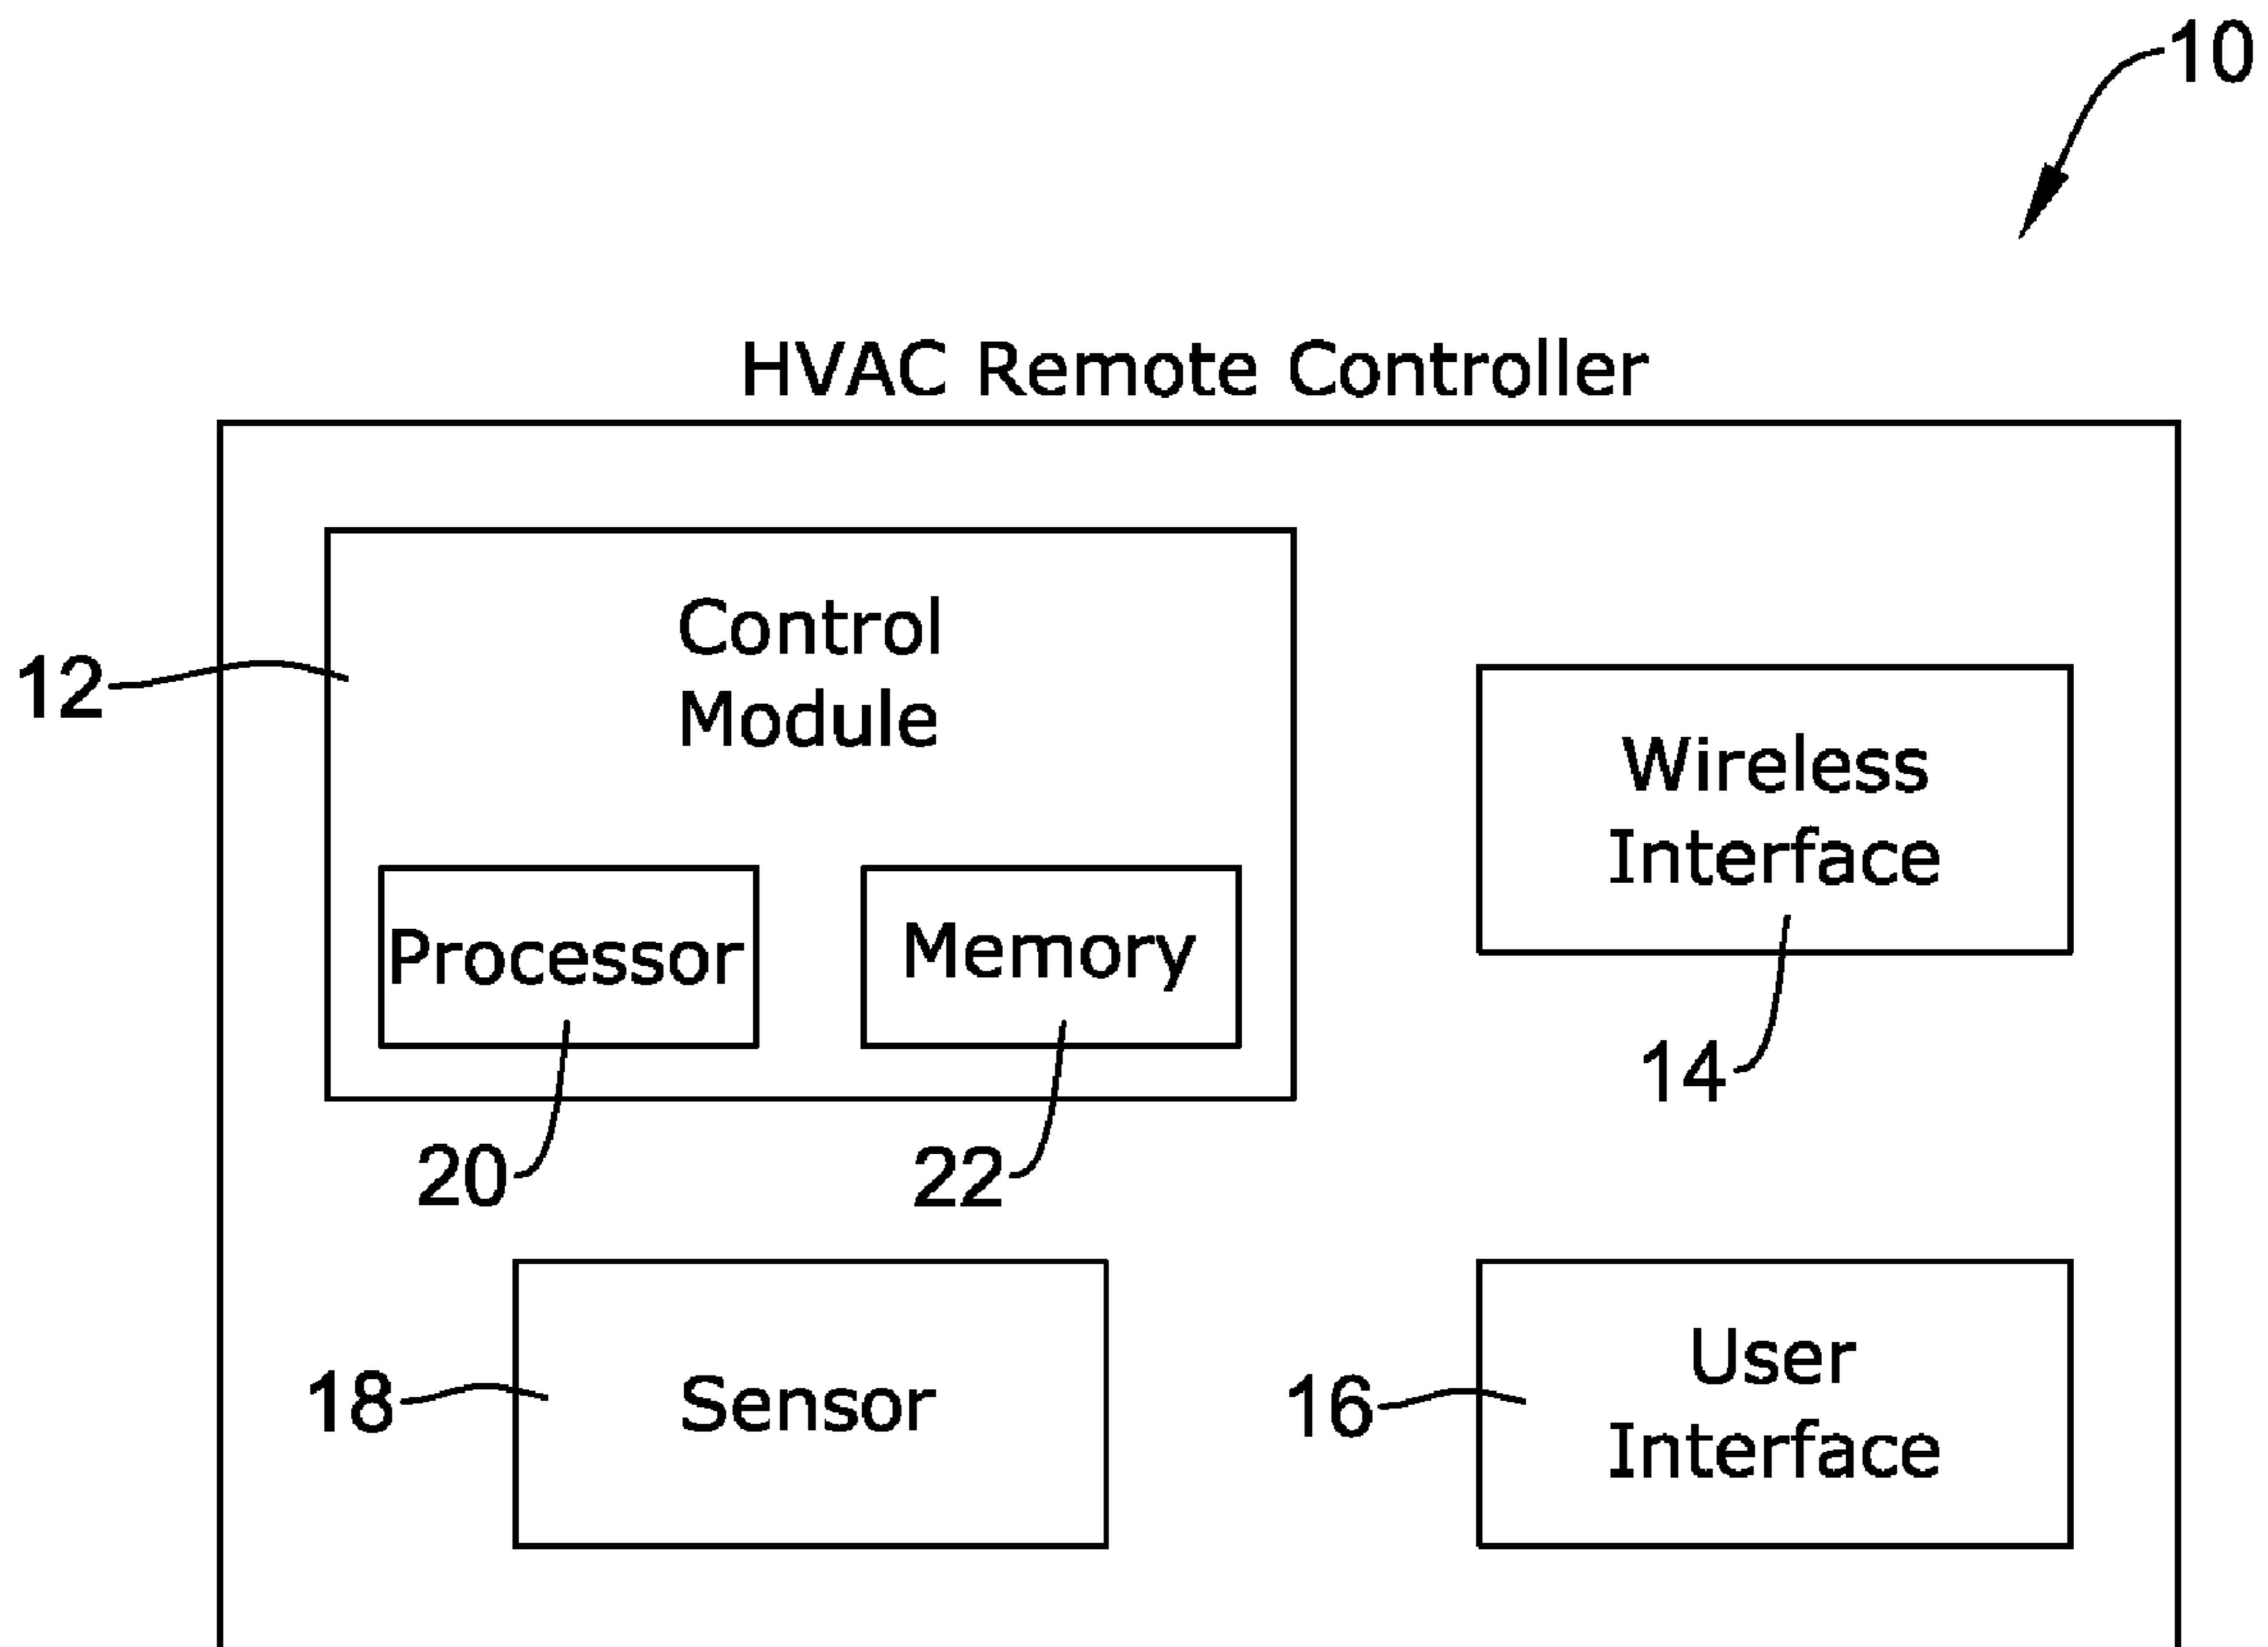 10
HVAC Remote Controller
Control
Module
12
Wireless
Interface
Processor
Memory
14
20
22
18
Sensor
16
User
Interface